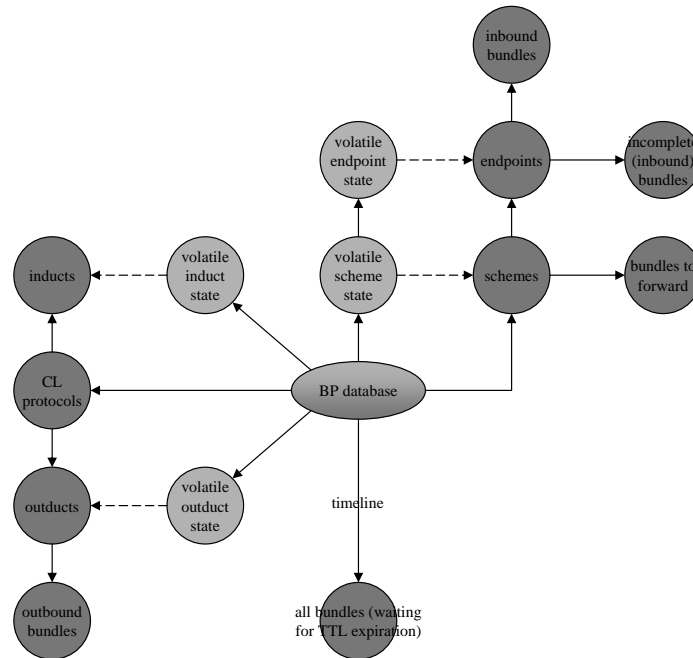 inbound
bundles
volatile
endpoint
state
endpoints
incomplete
(inbound)
bundles
inducts
volatile
induct
state
volatile
scheme
state
schemes
bundles to
forward
CL
protocols
BP database
outducts
volatile
outduct
state
timeline
outbound
bundles
all bundles (waiting
for TTL expiration)